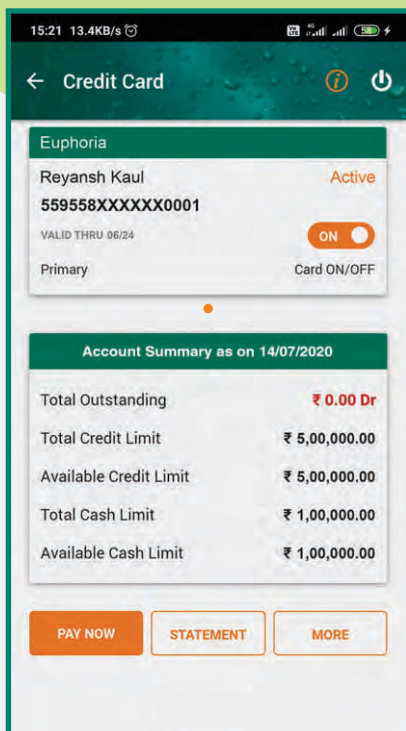 15:21 13.4KB/s
4G 58
Credit Card
Euphoria
Reyansh Kaul Active
559558XXXXXX0001
VALID THRU 06/24 ON
Primary Card ON/OFF
Account Summary as on 14/07/2020
Total Outstanding ₹ 0.00 Dr
Total Credit Limit ₹ 5,00,000.00
Available Credit Limit ₹ 5,00,000.00
Total Cash Limit ₹ 1,00,000.00
Available Cash Limit ₹ 1,00,000.00
PAY NOW STATEMENT MORE